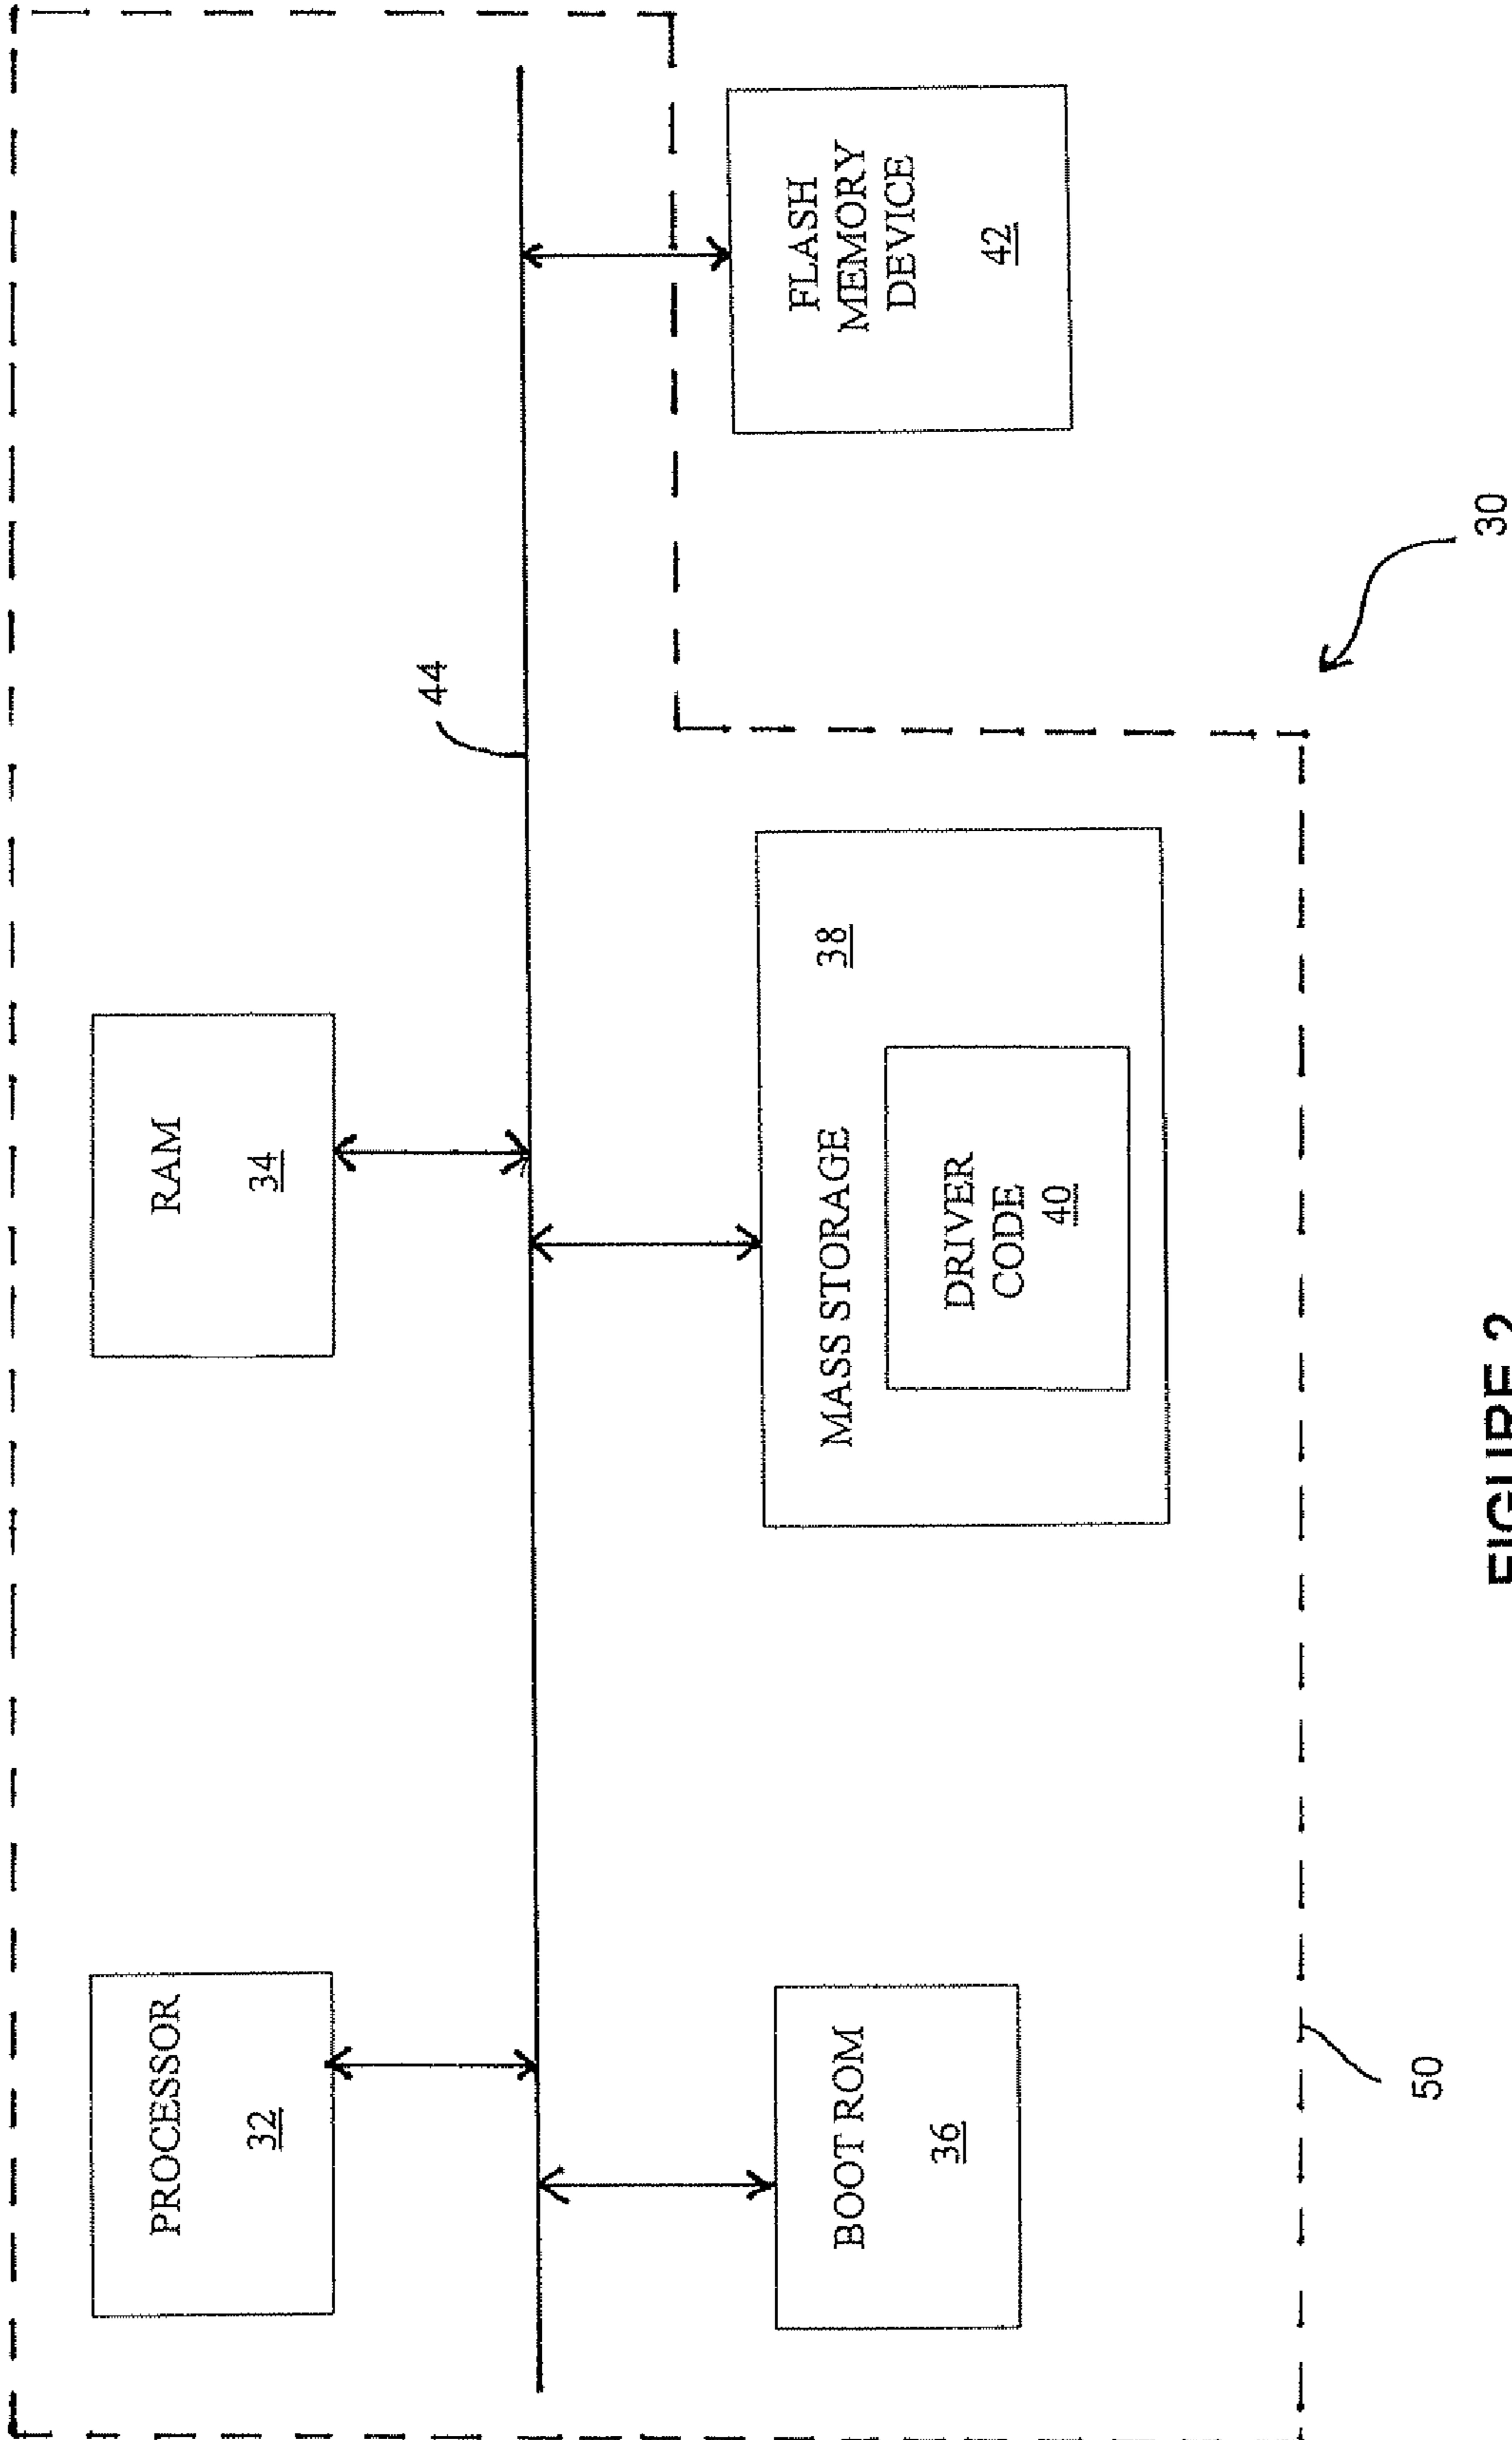 PROCESSOR
32
RAM
34
44
BOOT ROM
36
MASS STORAGE
38
DRIVER
CODE
40
FLASH
MEMORY
DEVICE
42
50
30
FIGURE 2